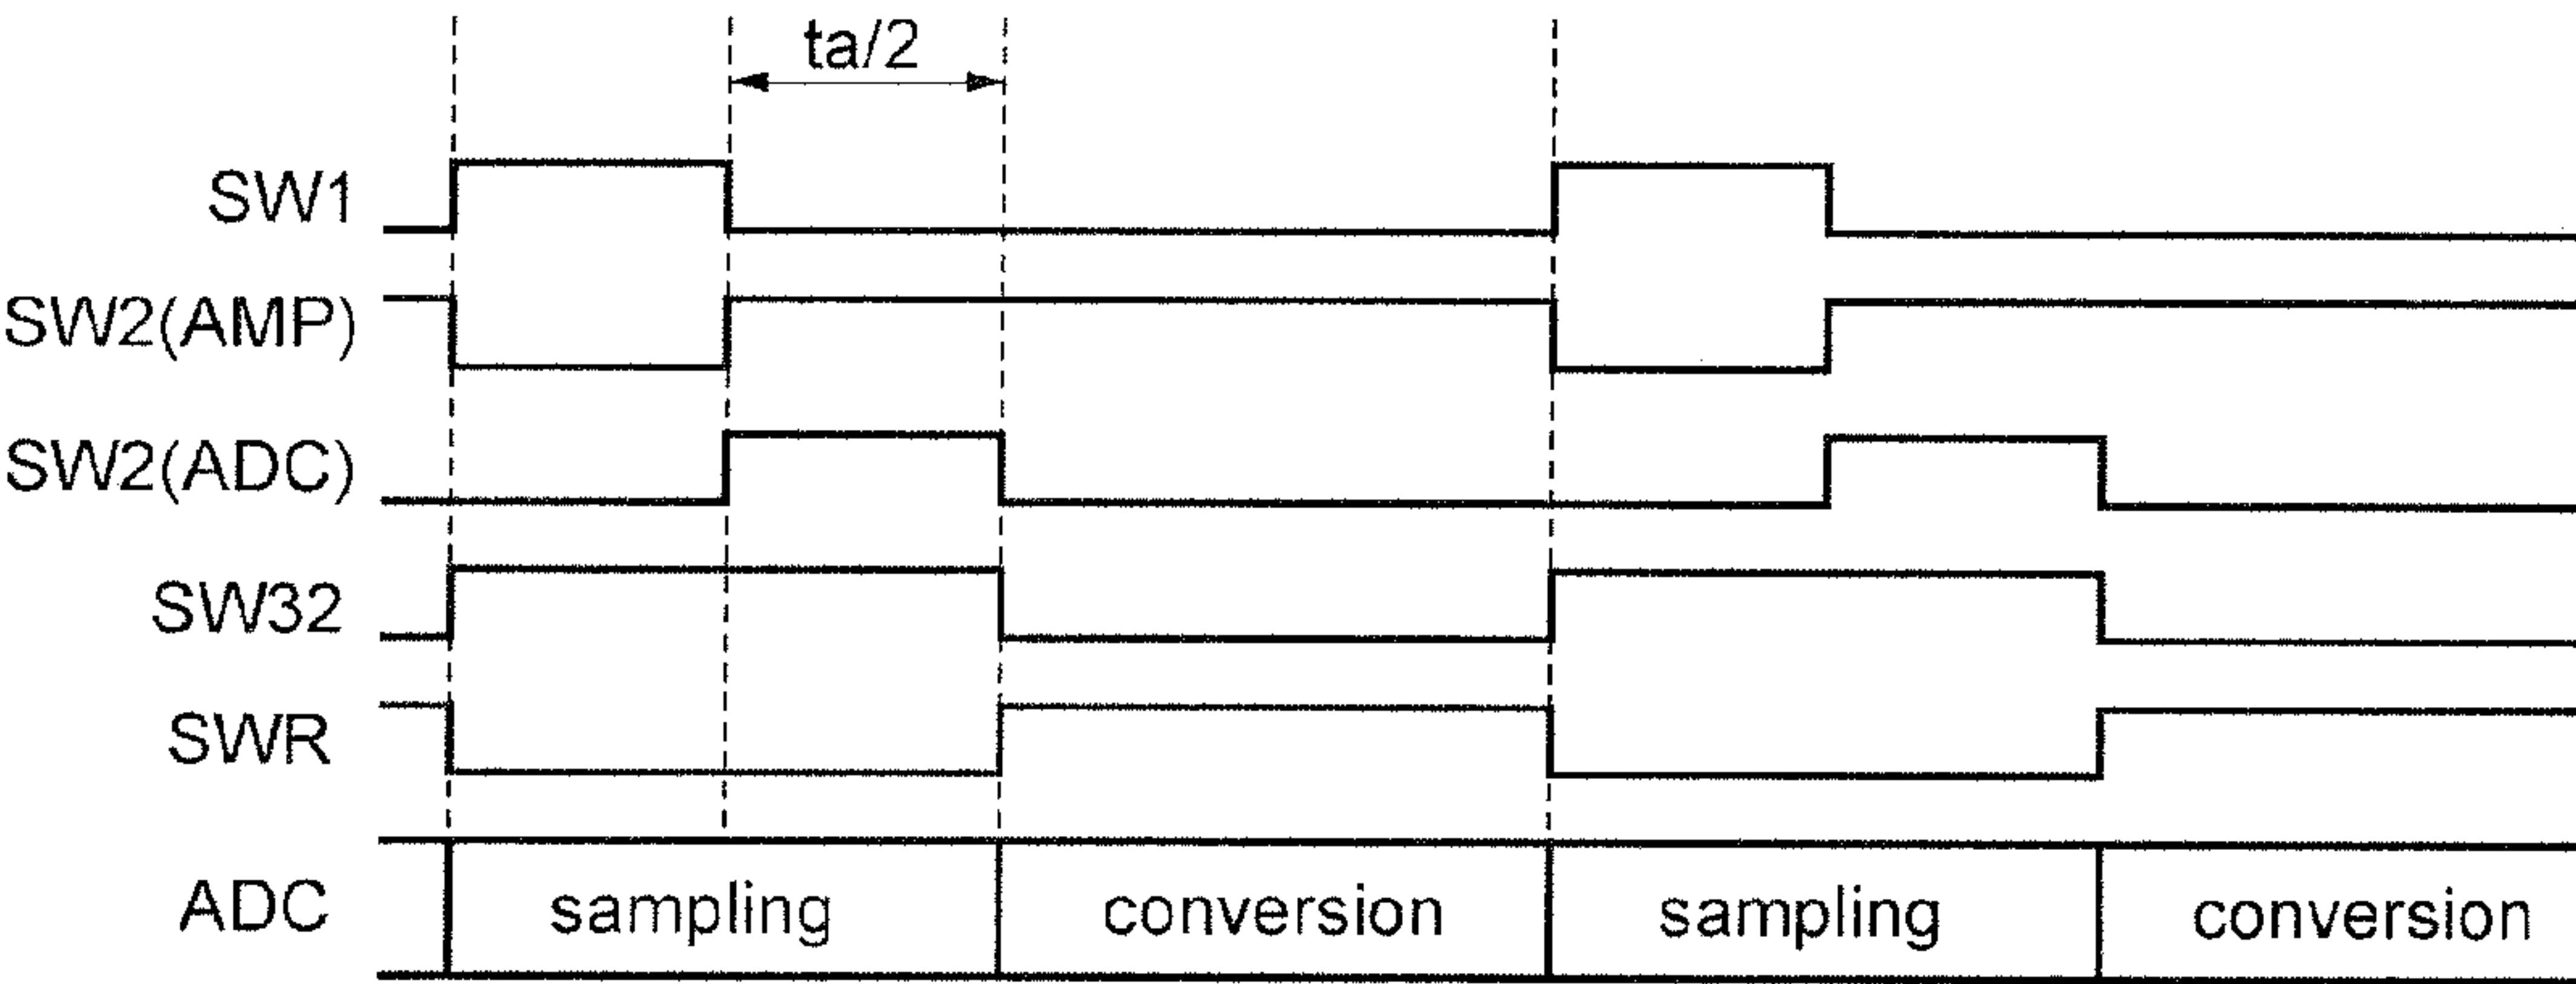 ta/2
SW1
SW2(AMP)
SW2(ADC)
SW32
SWR
ADC sampling conversion sampling conversion